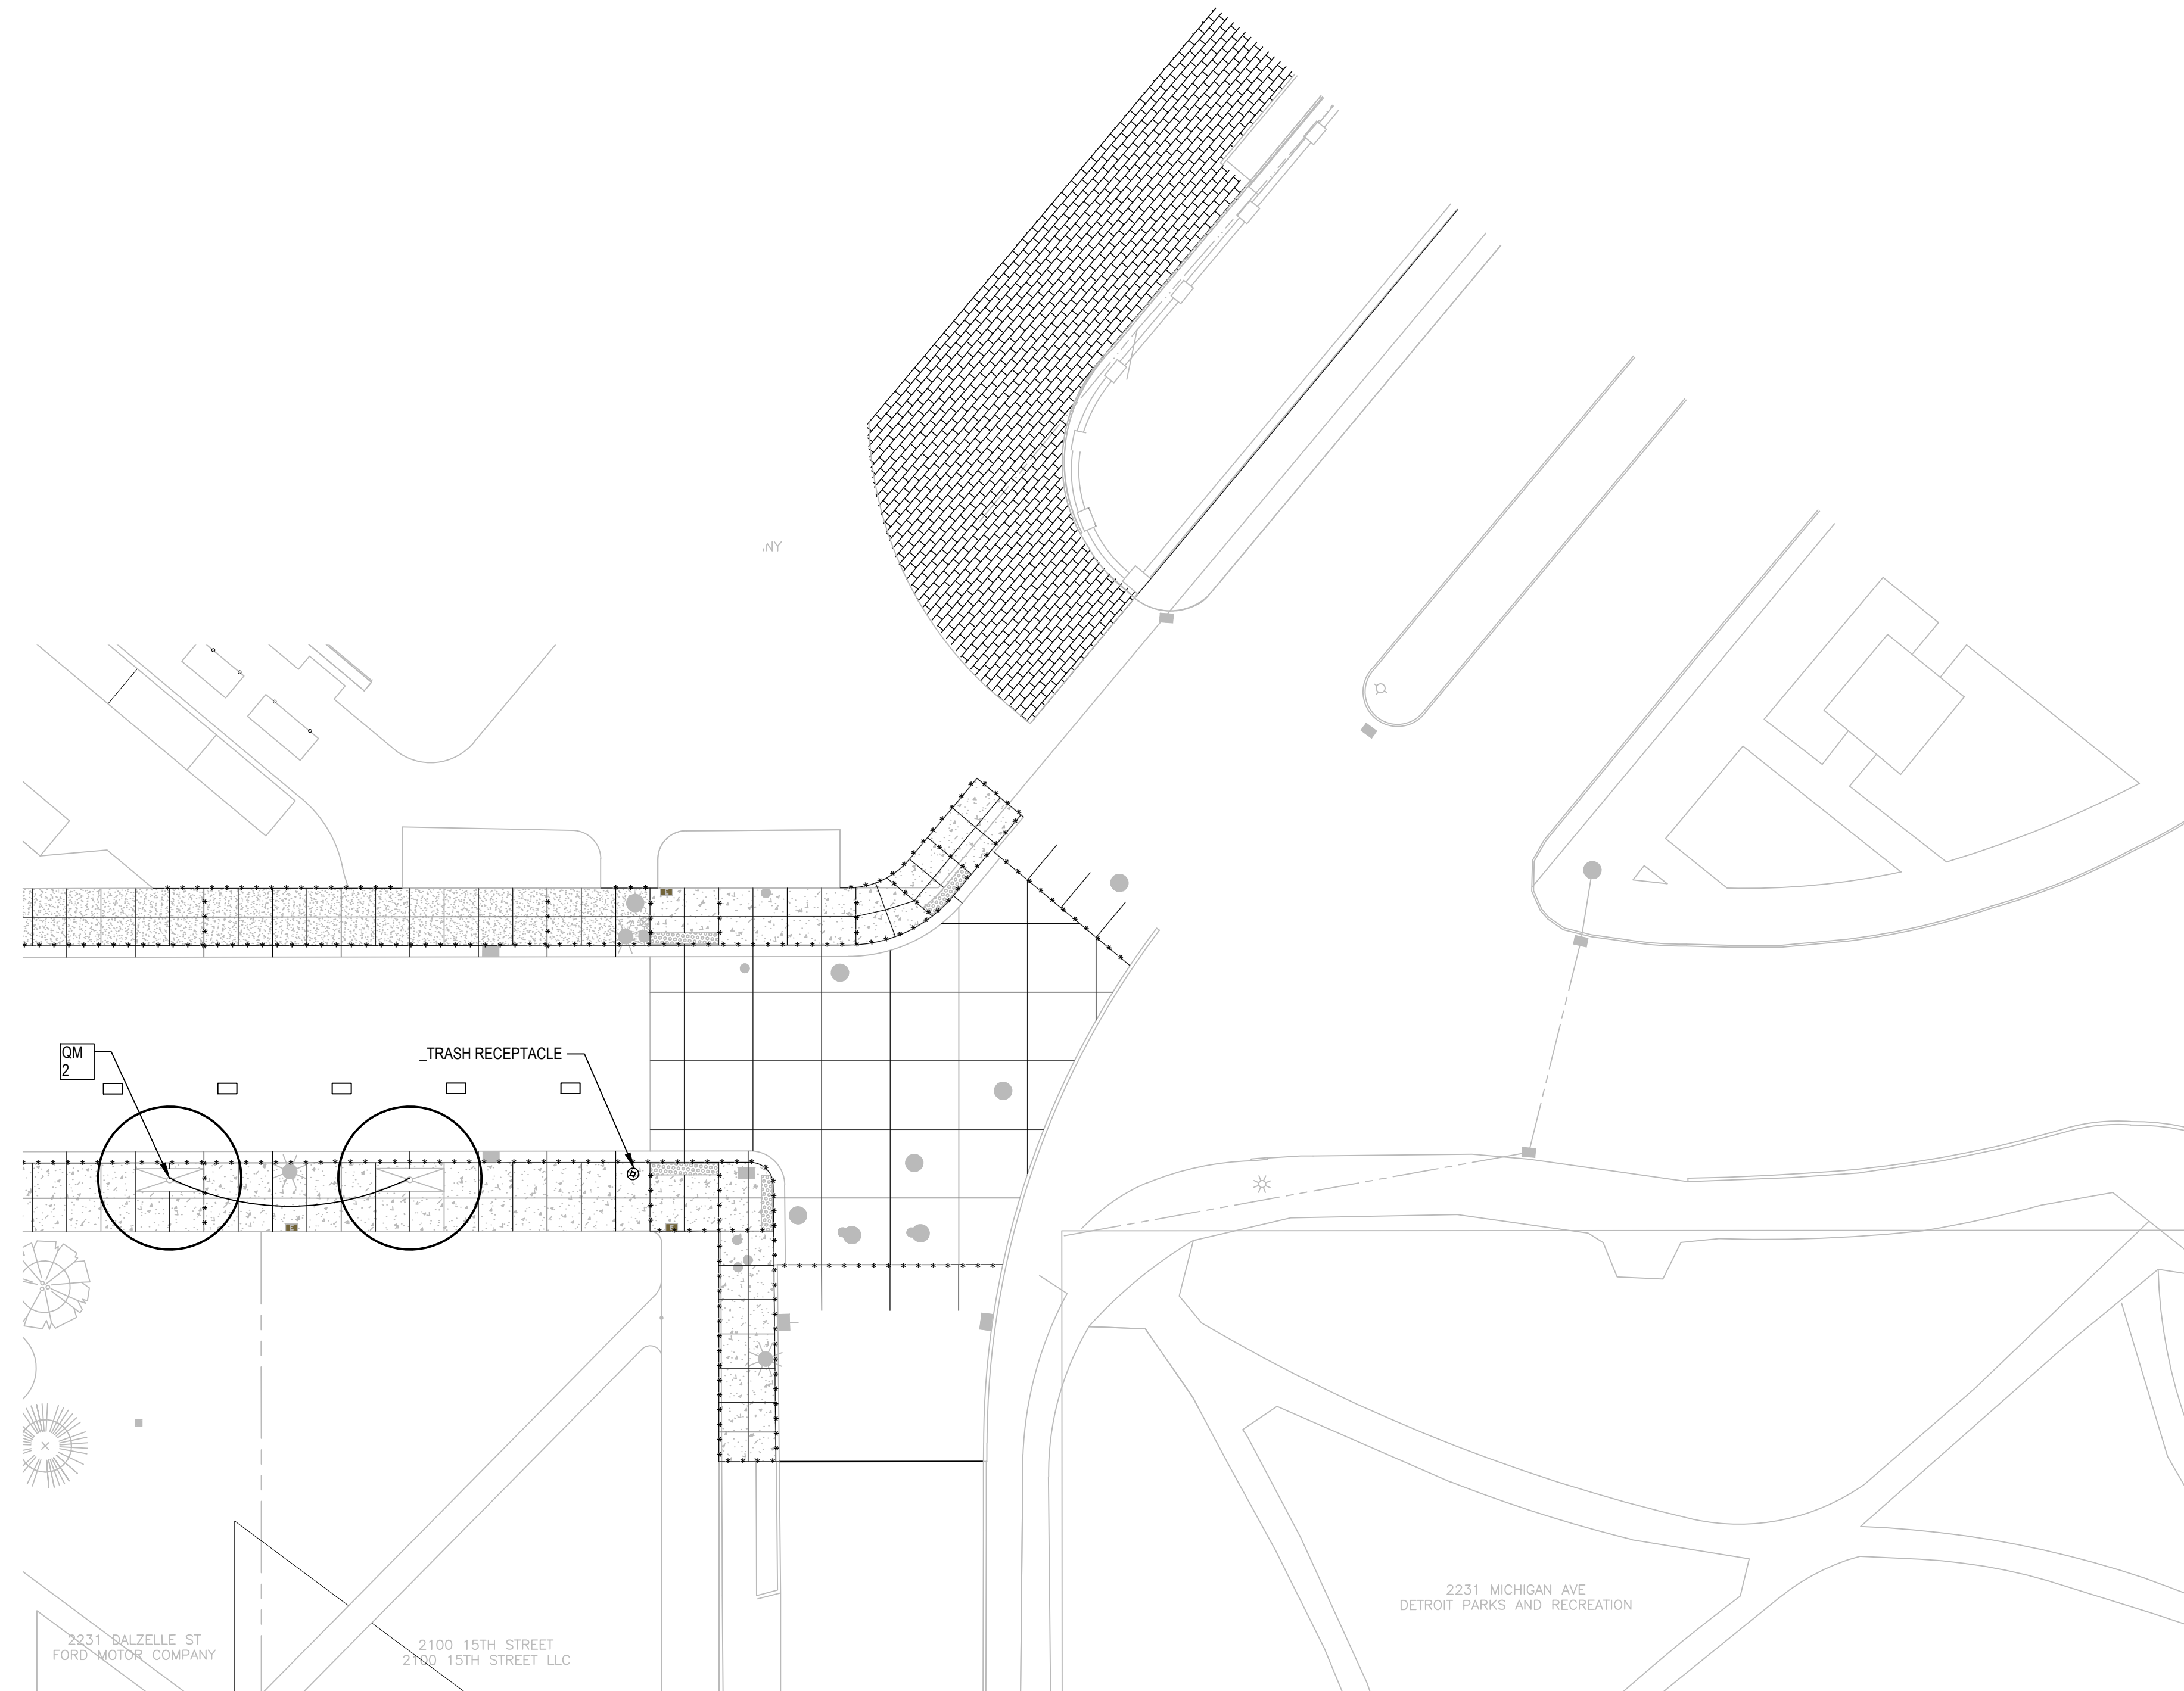 .NY
QM
2
_TRASH RECEPTACLE
2231 MICHIGAN AVE
DETROIT PARKS AND RECREATION
2231 DALZELLE ST
FORD MOTOR COMPANY
2100 15TH STREET
2100 15TH STREET LLC